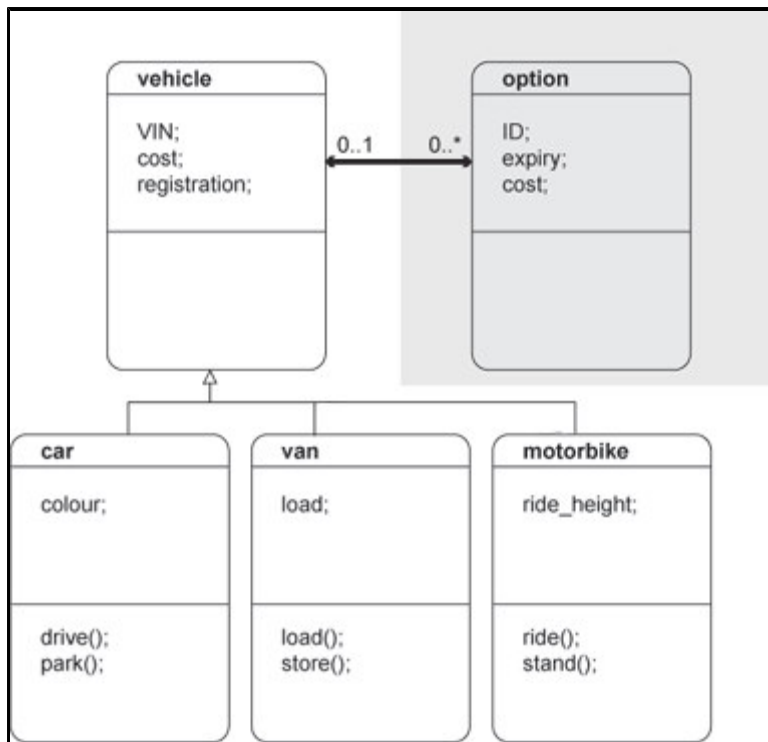 vehicle
VIN;
cost;
registration;
0..1
0..*
option
ID;
expiry;
cost;
car
colour;
drive();
park();
van
load;
load();
store();
motorbike
ride_height;
ride();
stand();